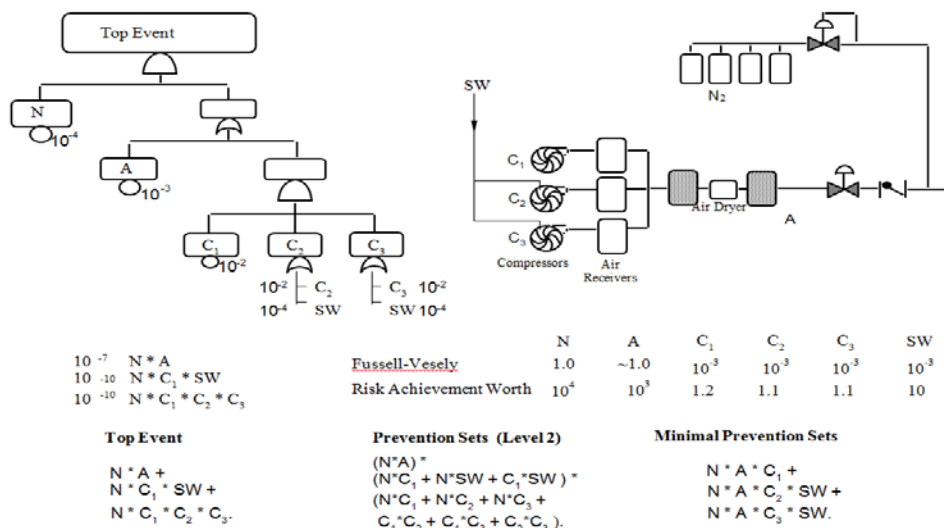 Top Event
N
10-4
A
10-3
C1
10-2
C2
C3
10-2 C2
10-4 SW
C3 10-2
SW 10-4
SW
N2
C1
C2
C3
Compressors
Air Receivers
Air Dryer
A
10 -7 N * A
10 -10 N * C1 * SW
10 -10 N * C1 * C2 * C3
N A C1 C2 C3 SW
Fussell-Vesely 1.0 ~1.0 10-3 10-3 10-3 10-3
Risk Achievement Worth 104 103 1.2 1.1 1.1 10
Top Event
N * A +
N * C1 * SW +
N * C1 * C2 * C3.
Prevention Sets (Level 2)
(N*A) *
(N*C1 + N*SW + C1*SW) *
(N*C1 + N*C2 + N*C3 +
Minimal Prevention Sets
N * A * C1 +
N * A * C2 * SW +
N * A * C3 * SW.